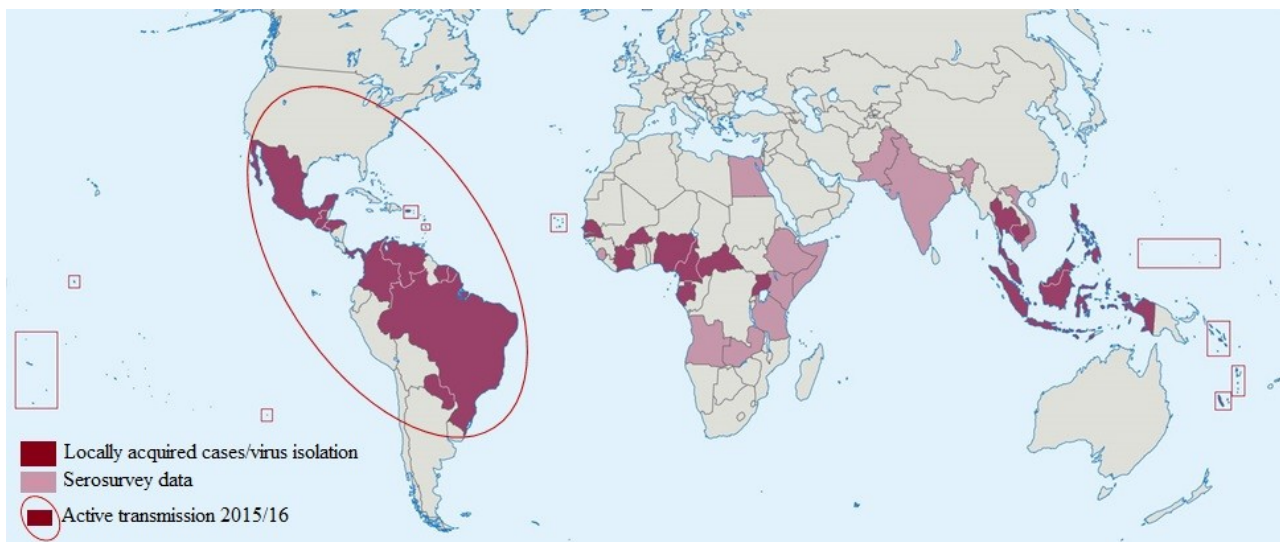 Locally acquired cases/virus isolation
Serosurvey data
Active transmission 2015/16